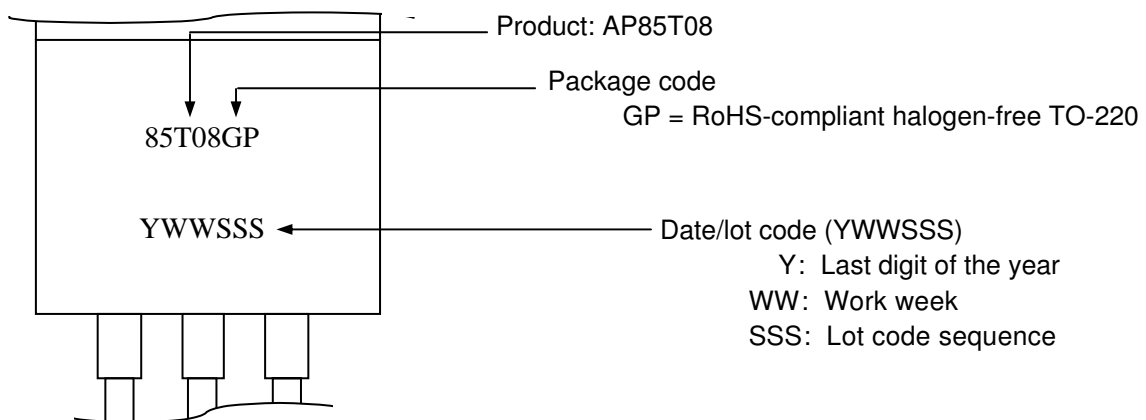 Product: AP85T08
Package code
GP = RoHS-compliant halogen-free TO-220
85T08GP
YWWSSS
Date/lot code (YWWSSS)
Y: Last digit of the year
WW: Work week
SSS: Lot code sequence